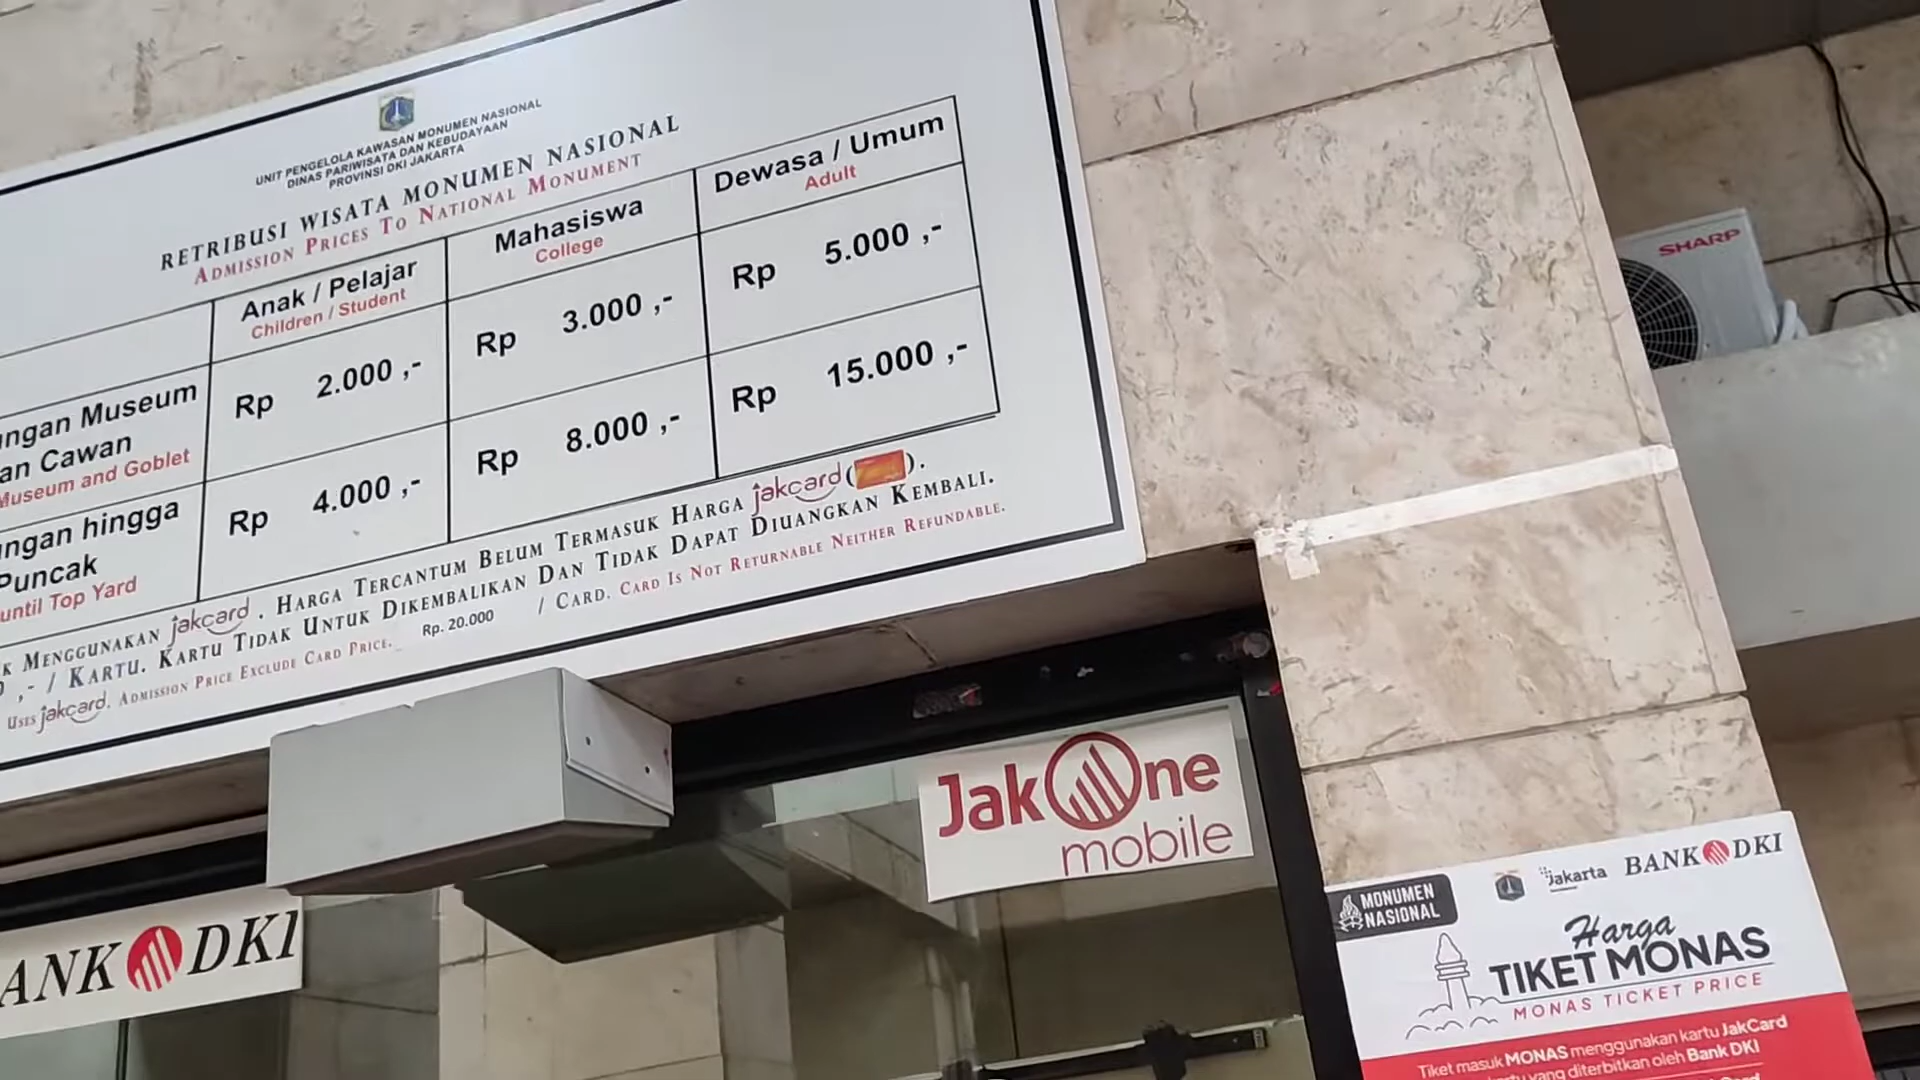 UNIT PENGELOLA KAWASAN MONUMEN NASIONAL
DINAS PARIWISATA DAN KEBUDAYAAN
PROVINSI DKI JAKARTA
RETRIBUSI WISATA MONUMEN NASIONAL
ADMISSION PRICES TO NATIONAL MONUMENT
Anak / Pelajar
Children / Student
Mahasiswa
College
Dewasa / Umum
Adult
ngan Museum
an Cawan
Museum and Goblet
Rp 2.000 ,-
Rp 3.000 ,-
Rp 5.000 ,-
ngan hingga
Puncak
until Top Yard
Rp 4.000 ,-
Rp 8.000 ,-
Rp 15.000 ,-
K MENGGUNAKAN jakcard . HARGA TERCANTUM BELUM TERMASUK HARGA jakcard ( ).
,- / KARTU. KARTU TIDAK UNTUK DIKEMBALIKAN DAN TIDAK DAPAT DIUANGKAN KEMBALI.
USES jakcard. ADMISSION PRICE EXCLUDE CARD PRICE. Rp. 20.000 / CARD. CARD IS NOT RETURNABLE NEITHER REFUNDABLE.
SHARP
JakOne
mobile
ANK DKI
MONUMEN
NASIONAL
Jakarta
BANK DKI
Harga
TIKET MONAS
MONAS TICKET PRICE
Tiket masuk MONAS menggunakan kartu JakCard
yang diterbitkan oleh Bank DKI